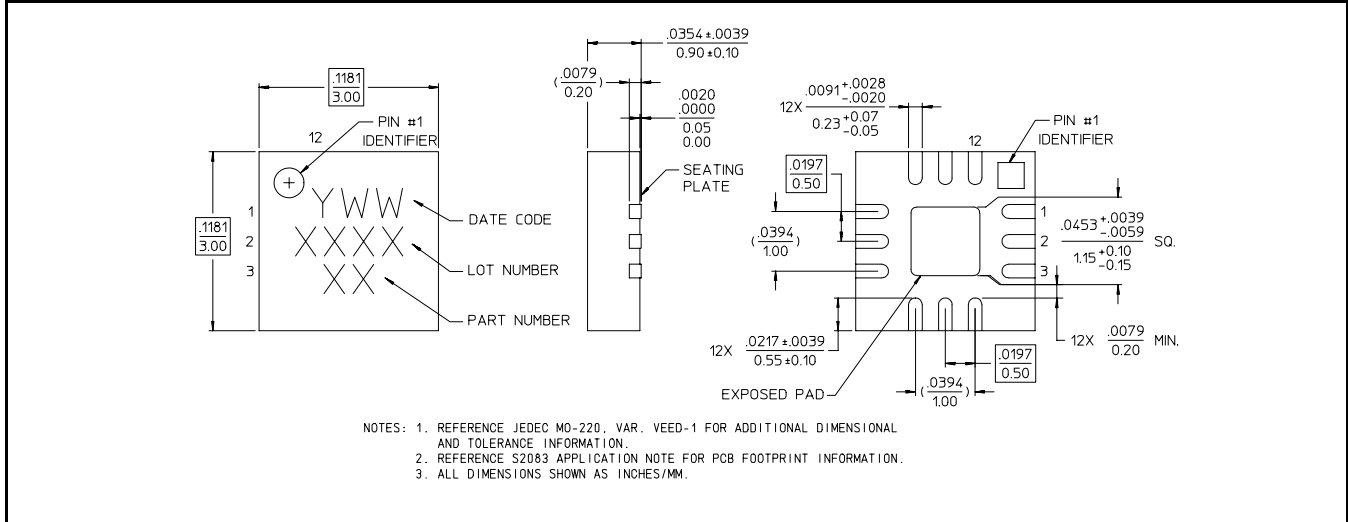 .1181
3.00
PIN #1
IDENTIFIER
12
.1181
3.00
1
2
3
YWW
XXXX
XX
DATE CODE
LOT NUMBER
PART NUMBER
.0354±.0039
0.90±0.10
(.0079)
0.20
.0020
.0000
0.05
0.00
SEATING
PLATE
12X .0091+.0028
-.0020
0.23+0.07
-0.05
12
PIN #1
IDENTIFIER
.0197
0.50
(.0394)
1.00
1
2
3
.0453+.0039
-.0059
1.15+0.10
-0.15
SQ.
12X .0217±.0039
0.55±0.10
EXPOSED PAD
(.0394)
1.00
.0197
0.50
12X .0079 MIN.
0.20
NOTES: 1. REFERENCE JEDEC MO-220, VAR. VEED-1 FOR ADDITIONAL DIMENSIONAL
AND TOLERANCE INFORMATION.
2. REFERENCE S2083 APPLICATION NOTE FOR PCB FOOTPRINT INFORMATION.
3. ALL DIMENSIONS SHOWN AS INCHES/MM.